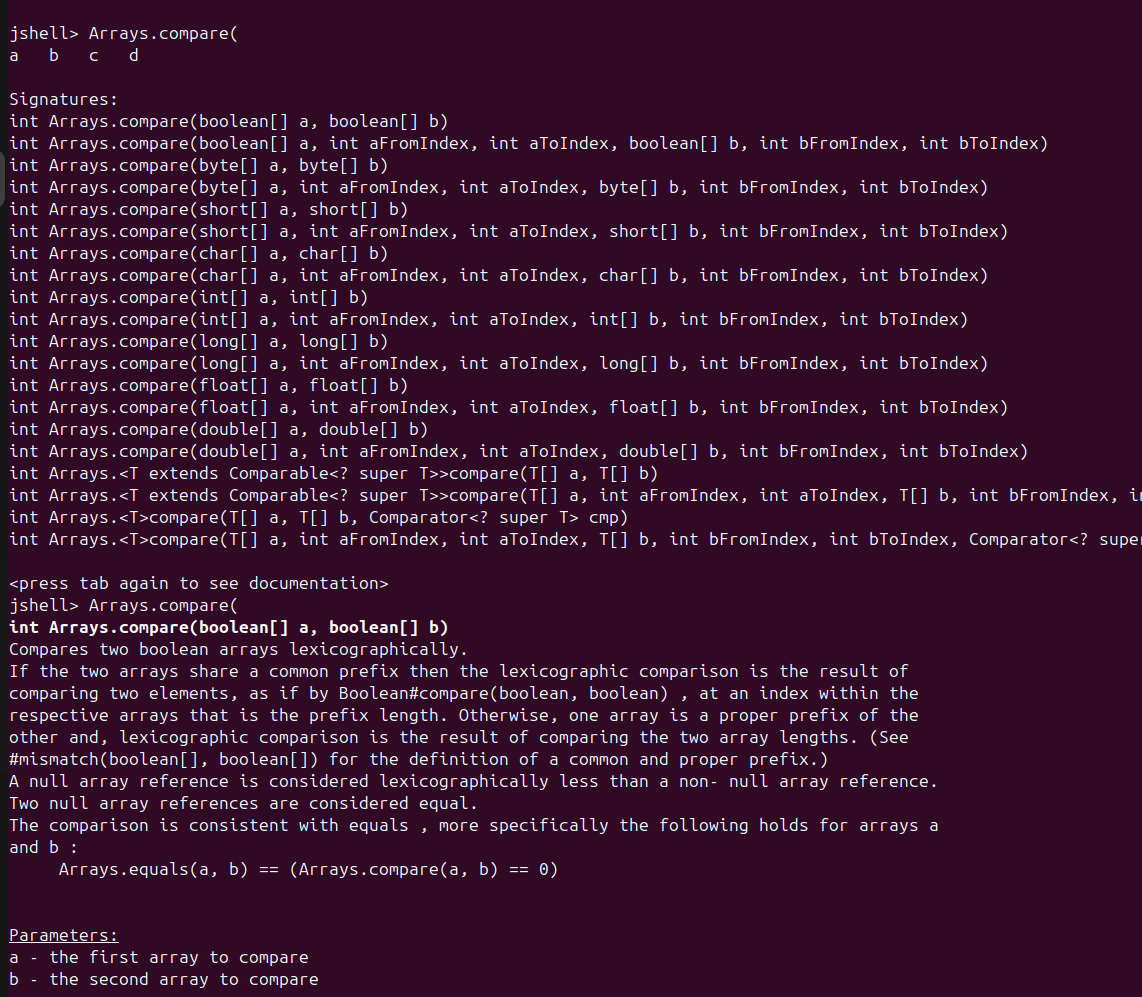 jshell> Arrays.compare(
a   b   c   d
Signatures:
int Arrays.compare(boolean[] a, boolean[] b)
int Arrays.compare(boolean[] a, int aFromIndex, int aToIndex, boolean[] b, int bFromIndex, int bToIndex)
int Arrays.compare(byte[] a, byte[] b)
int Arrays.compare(byte[] a, int aFromIndex, int aToIndex, byte[] b, int bFromIndex, int bToIndex)
int Arrays.compare(short[] a, short[] b)
int Arrays.compare(short[] a, int aFromIndex, int aToIndex, short[] b, int bFromIndex, int bToIndex)
int Arrays.compare(char[] a, char[] b)
int Arrays.compare(char[] a, int aFromIndex, int aToIndex, char[] b, int bFromIndex, int bToIndex)
int Arrays.compare(int[] a, int[] b)
int Arrays.compare(int[] a, int aFromIndex, int aToIndex, int[] b, int bFromIndex, int bToIndex)
int Arrays.compare(long[] a, long[] b)
int Arrays.compare(long[] a, int aFromIndex, int aToIndex, long[] b, int bFromIndex, int bToIndex)
int Arrays.compare(float[] a, float[] b)
int Arrays.compare(float[] a, int aFromIndex, int aToIndex, float[] b, int bFromIndex, int bToIndex)
int Arrays.compare(double[] a, double[] b)
int Arrays.compare(double[] a, int aFromIndex, int aToIndex, double[] b, int bFromIndex, int bToIndex)
int Arrays.<T extends Comparable<? super T>>compare(T[] a, T[] b)
int Arrays.<T extends Comparable<? super T>>compare(T[] a, int aFromIndex, int aToIndex, T[] b, int bFromIndex,
int Arrays.<T>compare(T[] a, T[] b, Comparator<? super T> cmp)
int Arrays.<T>compare(T[] a, int aFromIndex, int aToIndex, T[] b, int bFromIndex, int bToIndex, Comparator<? super
<press tab again to see documentation>
jshell> Arrays.compare(
int Arrays.compare(boolean[] a, boolean[] b)
Compares two boolean arrays lexicographically.
If the two arrays share a common prefix then the lexicographic comparison is the result of
comparing two elements, as if by Boolean#compare(boolean, boolean) , at an index within the
respective arrays that is the prefix length. Otherwise, one array is a proper prefix of the
other and, lexicographic comparison is the result of comparing the two array lengths. (See
#mismatch(boolean[], boolean[]) for the definition of a common and proper prefix.)
A null array reference is considered lexicographically less than a non- null array reference.
Two null array references are considered equal.
The comparison is consistent with equals , more specifically the following holds for arrays a
and b :
     Arrays.equals(a, b) == (Arrays.compare(a, b) == 0)
Parameters:
a - the first array to compare
b - the second array to compare